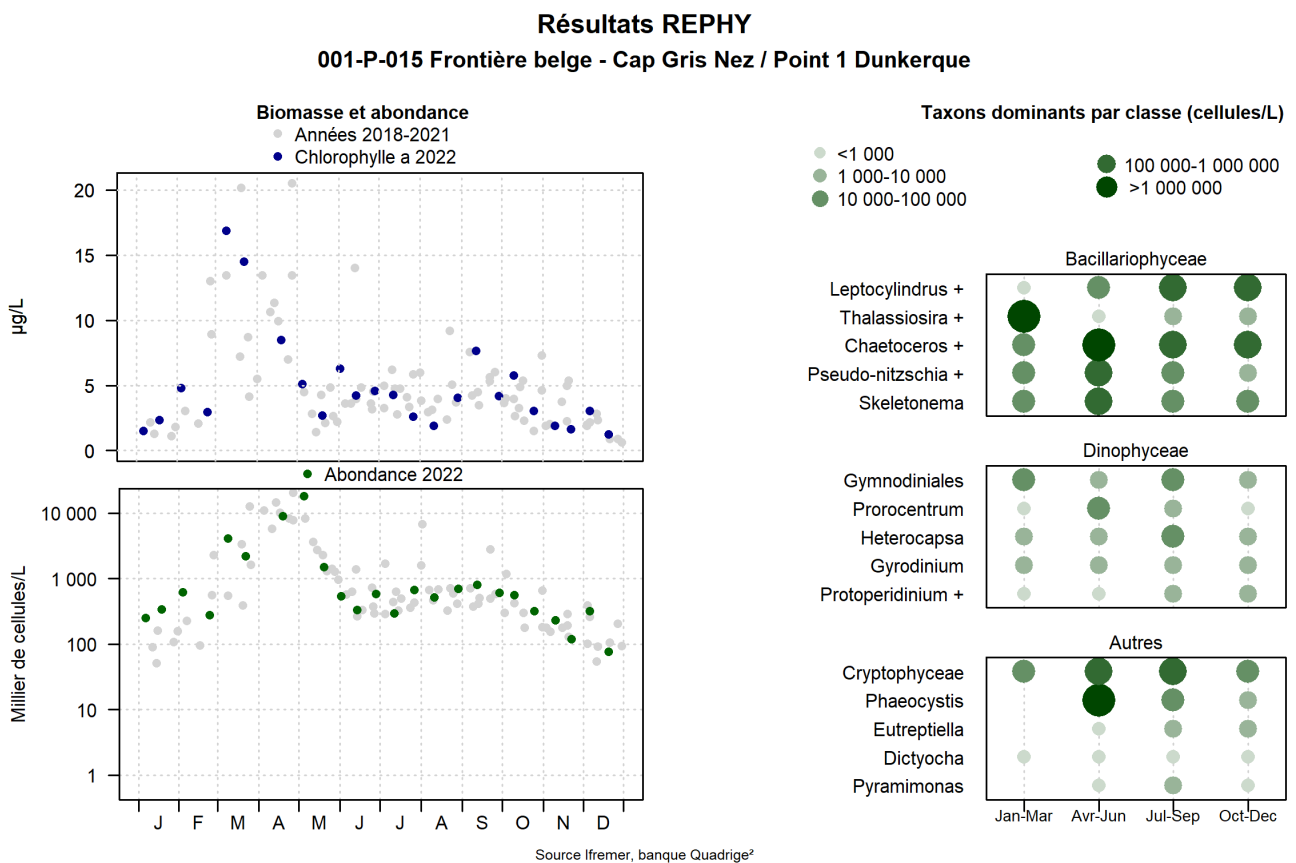 Résultats REPHY
001-P-015 Frontière belge - Cap Gris Nez / Point 1 Dunkerque
Biomasse et abondance
Années 2018-2021
Chlorophylle a 2022
µg/L
20
15
10
5
0
Abondance 2022
Millier de cellules/L
10 000
1 000
100
10
1
J F M A M J J A S O N D
Taxons dominants par classe (cellules/L)
<1 000
1 000-10 000
10 000-100 000
100 000-1 000 000
>1 000 000
Bacillariophyceae
Leptocylindrus +
Thalassiosira +
Chaetoceros +
Pseudo-nitzschia +
Skeletonema
Dinophyceae
Gymnodiniales
Prorocentrum
Heterocapsa
Gyrodinium
Protoperidinium +
Autres
Cryptophyceae
Phaeocystis
Eutreptiella
Dictyocha
Pyramimonas
Jan-Mar Avr-Jun Jul-Sep Oct-Dec
Source Ifremer, banque Quadrige²